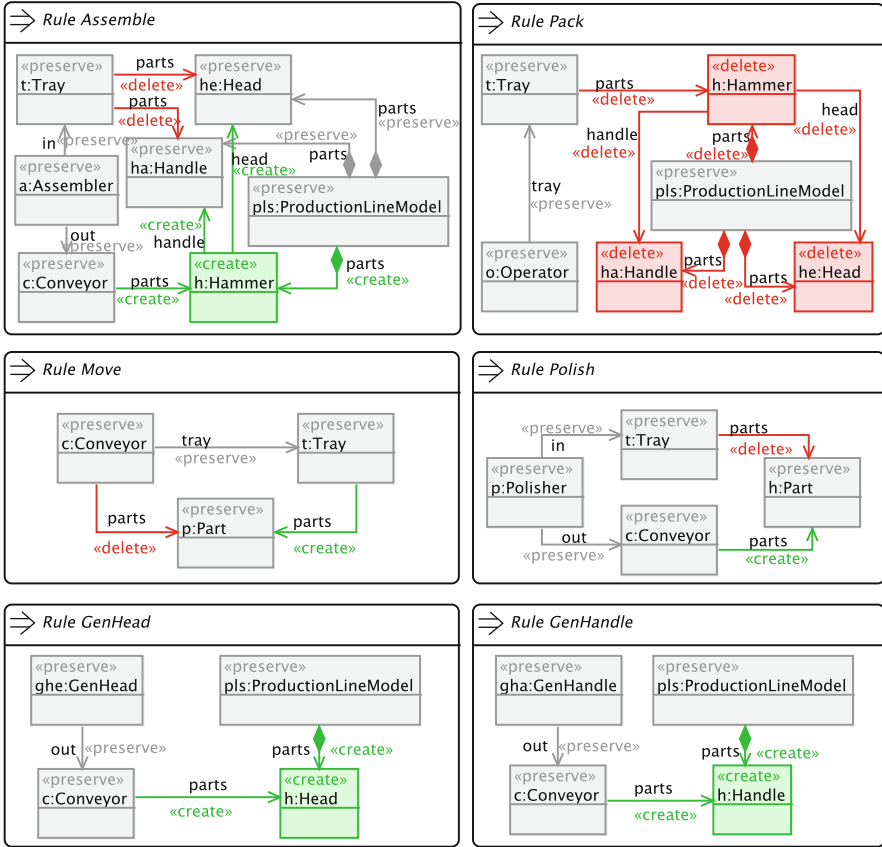 Rule Assemble
«preserve»
t:Tray
parts
«delete»
parts
«delete»
«preserve»
he:Head
parts
«preserve»
in
«preserve»
«preserve»
ha:Handle
«preserve»
parts
head
«create»
«preserve»
a:Assembler
«preserve»
pls:ProductionLineModel
out
«preserve»
«create»
handle
«preserve»
c:Conveyor
parts
«create»
«create»
h:Hammer
parts
«create»
Rule Pack
«preserve»
t:Tray
parts
«delete»
«delete»
h:Hammer
head
«delete»
handle
«delete»
parts
«delete»
«preserve»
pls:ProductionLineModel
tray
«preserve»
«preserve»
o:Operator
«delete»
ha:Handle
parts
«delete»
parts
«delete»
«delete»
he:Head
Rule Move
«preserve»
c:Conveyor
tray
«preserve»
«preserve»
t:Tray
parts
«delete»
«preserve»
p:Part
parts
«create»
Rule Polish
«preserve»
in
«preserve»
t:Tray
parts
«delete»
«preserve»
p:Polisher
«preserve»
h:Part
out
«preserve»
«preserve»
c:Conveyor
parts
«create»
Rule GenHead
«preserve»
ghe:GenHead
«preserve»
pls:ProductionLineModel
out
«preserve»
parts
«create»
«preserve»
c:Conveyor
parts
«create»
«create»
h:Head
Rule GenHandle
«preserve»
gha:GenHandle
«preserve»
pls:ProductionLineModel
out
«preserve»
parts
«create»
«preserve»
c:Conveyor
parts
«create»
«create»
h:Handle